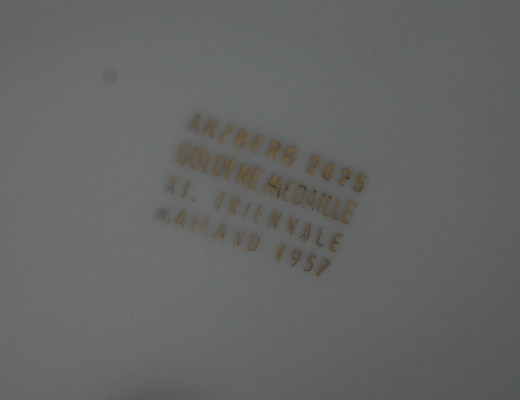 ARZBERG 2025
GOLDENE MEDAILLE
XI. TRIENNALE
MAILAND 1957